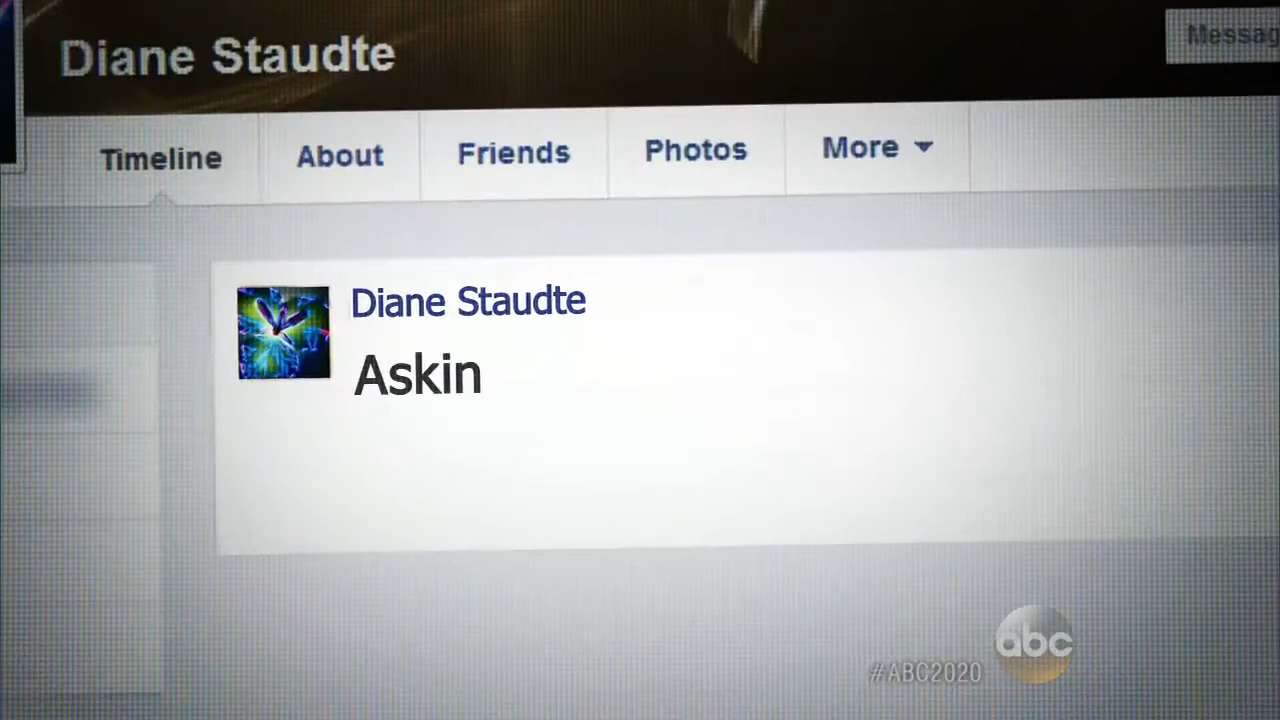 Diane Staudte
Timeline
About
Friends
Photos
More
Diane Staudte
Askin
abc
#ABC2020